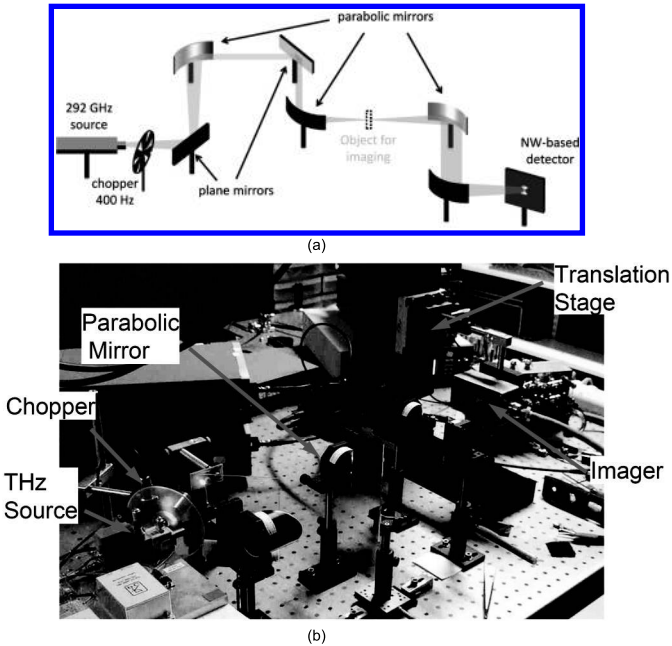 parabolic mirrors
292 GHz
source
Object for
imaging
NW-based
detector
chopper
400 Hz
plane mirrors
(a)
Translation
Stage
Parabolic
Mirror
Chopper
THz
Source
Imager
(b)